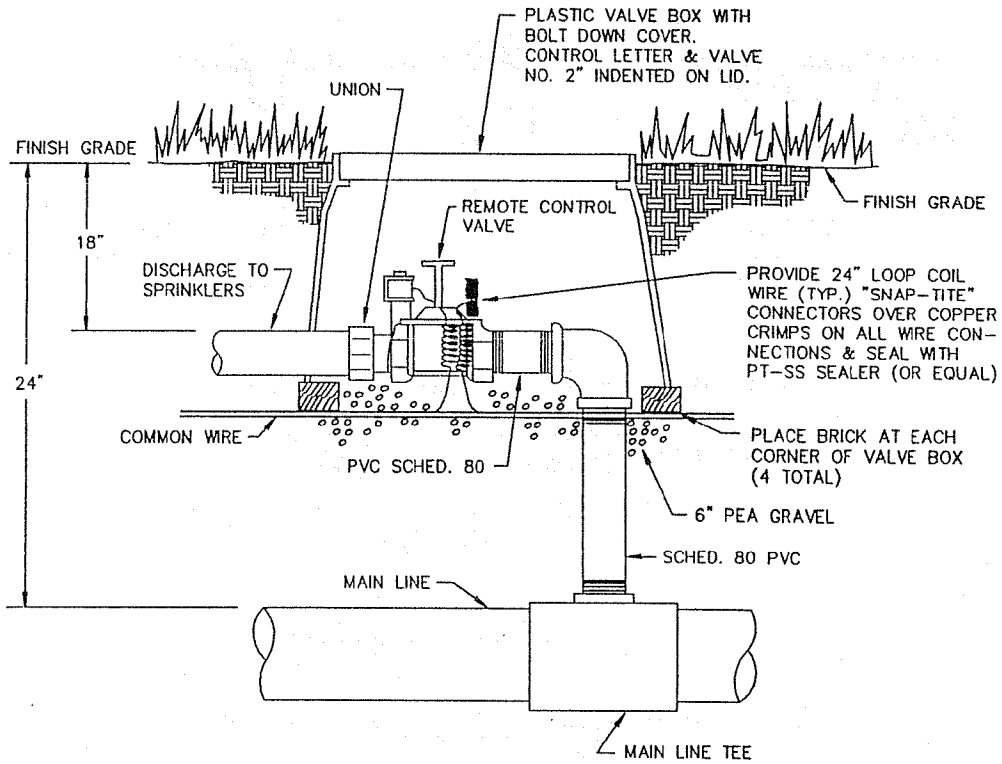 PLASTIC VALVE BOX WITH
BOLT DOWN COVER.
CONTROL LETTER & VALVE
NO. 2" INDENTED ON LID.
UNION
FINISH GRADE
FINISH GRADE
REMOTE CONTROL
VALVE
18"
DISCHARGE TO
SPRINKLERS
PROVIDE 24" LOOP COIL
WIRE (TYP.) "SNAP-TITE"
CONNECTORS OVER COPPER
CRIMPS ON ALL WIRE CON-
NECTIONS & SEAL WITH
PT-SS SEALER (OR EQUAL)
24"
COMMON WIRE
PLACE BRICK AT EACH
CORNER OF VALVE BOX
(4 TOTAL)
PVC SCHED. 80
6" PEA GRAVEL
SCHED. 80 PVC
MAIN LINE
MAIN LINE TEE